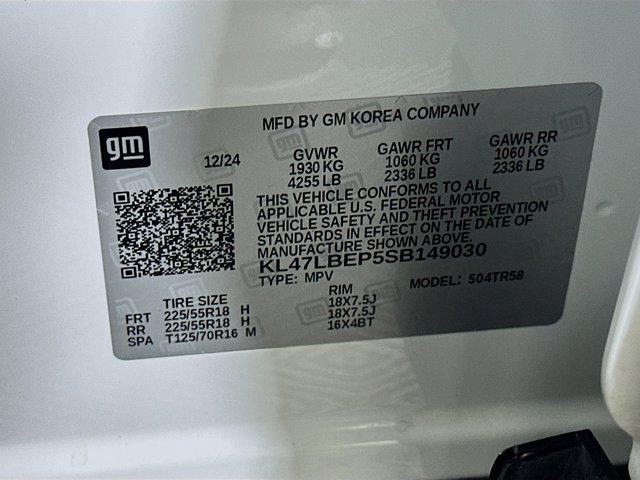 MFD BY GM KOREA COMPANY
gm
12/24
GVWR GAWR FRT GAWR RR
1930 KG 1060 KG 1060 KG
4255 LB 2336 LB 2336 LB
THIS VEHICLE CONFORMS TO ALL
APPLICABLE U.S. FEDERAL MOTOR
VEHICLE SAFETY AND THEFT PREVENTION
STANDARDS IN EFFECT ON THE DATE OF
MANUFACTURE SHOWN ABOVE.
KL47LBEP5SB149030
TYPE: MPV MODEL: 504TR58
TIRE SIZE RIM
FRT 225/55R18 H 18X7.5J
RR 225/55R18 H 18X7.5J
SPA T125/70R16 M 16X4BT